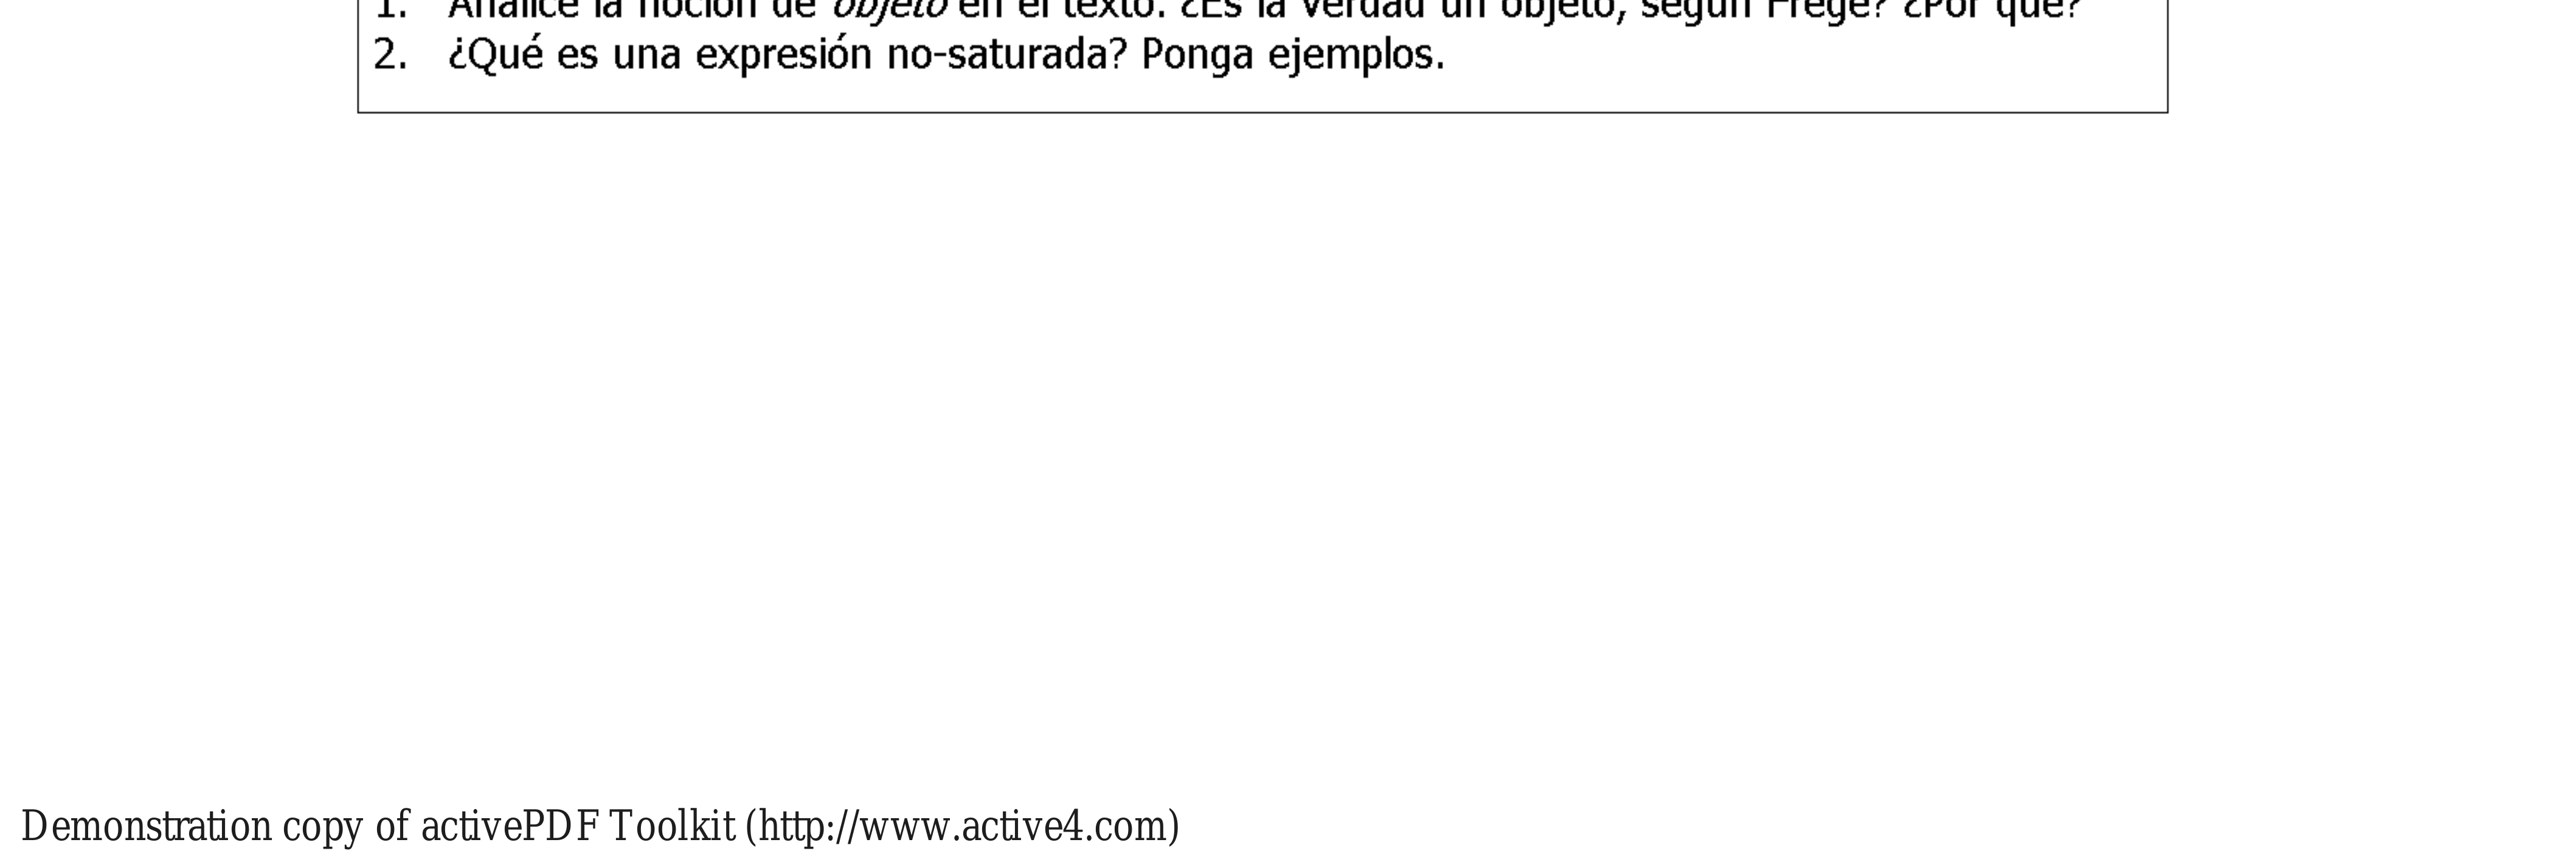 1. Analice la noción de objeto en el texto. ¿Es la Verdad un objeto, según Frege? ¿Por qué?
2. ¿Qué es una expresión no-saturada? Ponga ejemplos.
Demonstration copy of activePDF Toolkit (http://www.active4.com)